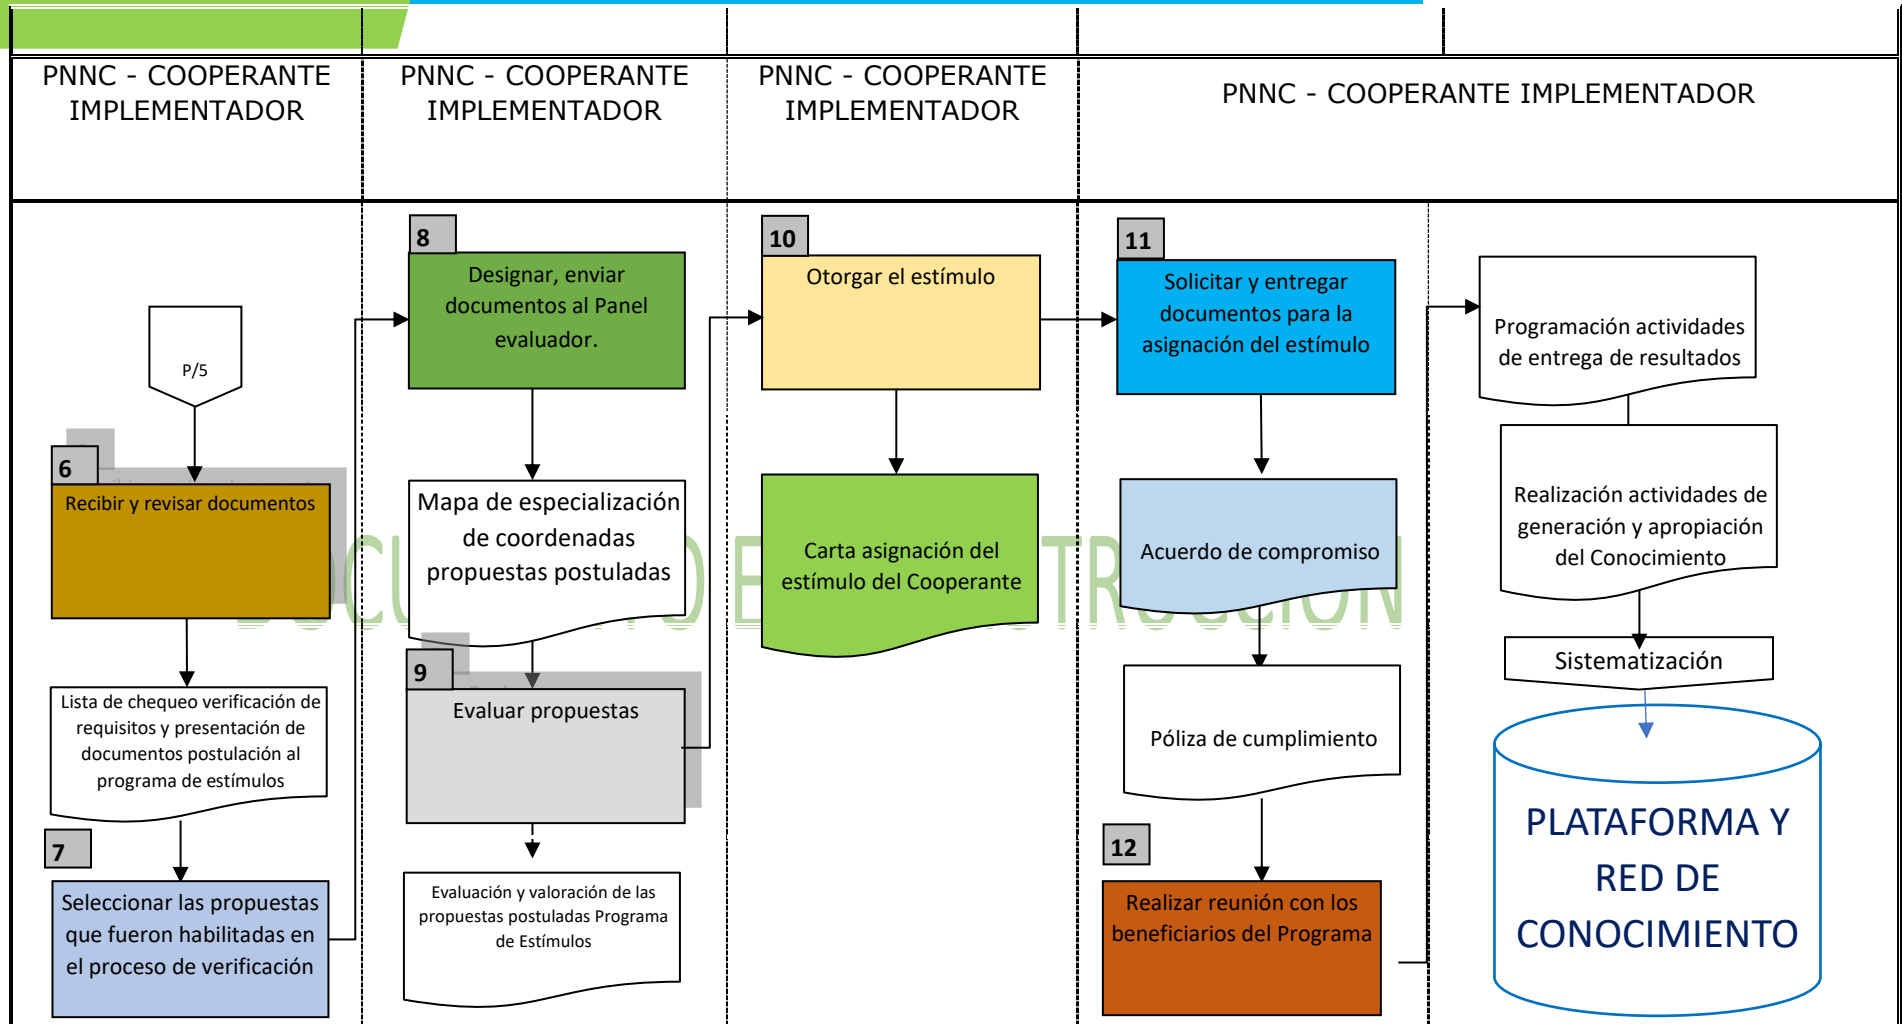 PNNC - COOPERANTE
IMPLEMENTADOR
PNNC - COOPERANTE
IMPLEMENTADOR
PNNC - COOPERANTE
IMPLEMENTADOR
PNNC - COOPERANTE IMPLEMENTADOR
P/5
6
Recibir y revisar documentos
Lista de chequeo verificación de
requisitos y presentación de
documentos postulación al
programa de estímulos
7
Seleccionar las propuestas
que fueron habilitadas en
el proceso de verificación
8
Designar, enviar
documentos al Panel
evaluador.
Mapa de especialización
de coordenadas
propuestas postuladas
9
Evaluar propuestas
Evaluación y valoración de las
propuestas postuladas Programa
de Estímulos
10
Otorgar el estímulo
Carta asignación del
estímulo del Cooperante
11
Solicitar y entregar
documentos para la
asignación del estímulo
Acuerdo de compromiso
Póliza de cumplimiento
12
Realizar reunión con los
beneficiarios del Programa
Programación actividades
de entrega de resultados
Realización actividades de
generación y apropiación
del Conocimiento
Sistematización
PLATAFORMA Y
RED DE
CONOCIMIENTO